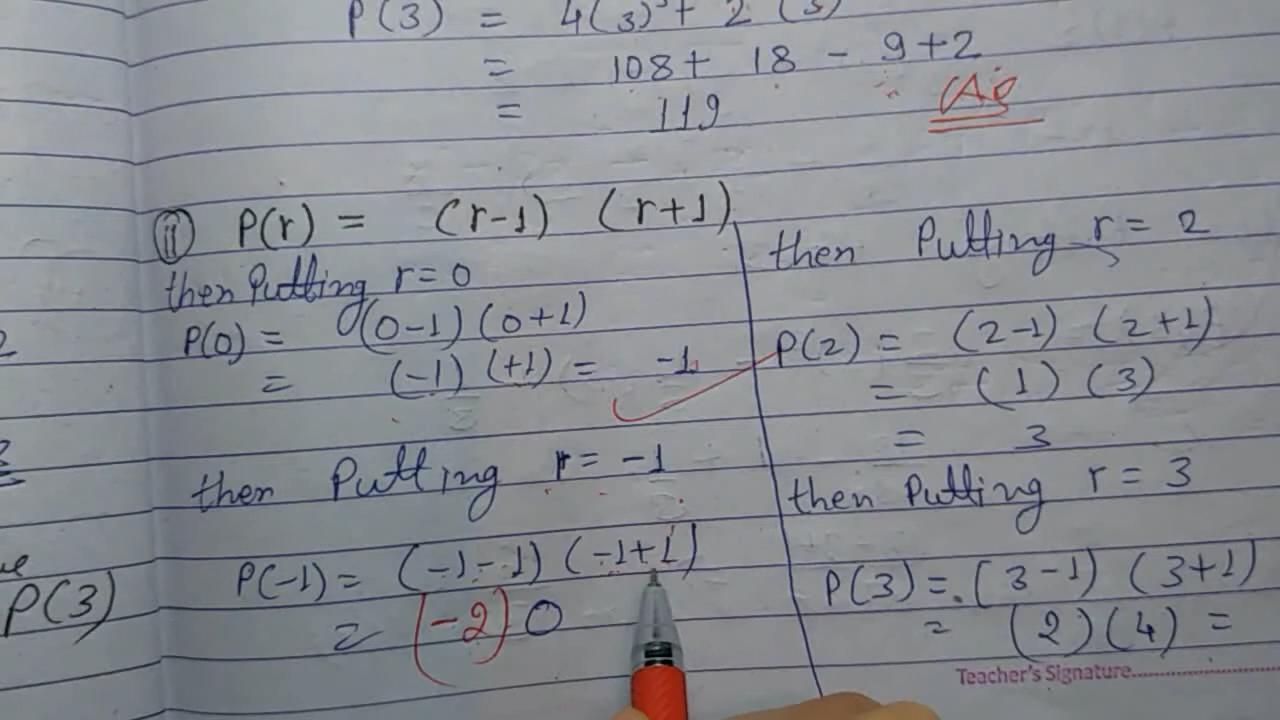 P(3) = 4(3)³ + 2 (3)
= 108 + 18 - 9 + 2
= 119
(ii) P(r) = (r-1) (r+1)
then Putting r = 0
P(0) = (0-1) (0+1)
= (-1) (+1) = -1
then Putting r = -1
P(-1) = (-1-1) (-1+1)
= (-2) 0
then Putting r = 2
P(2) = (2-1) (2+1)
= (1) (3)
= 3
then Putting r = 3
P(3) = (3-1) (3+1)
= (2) (4) =
Teacher's Signature
P(3)